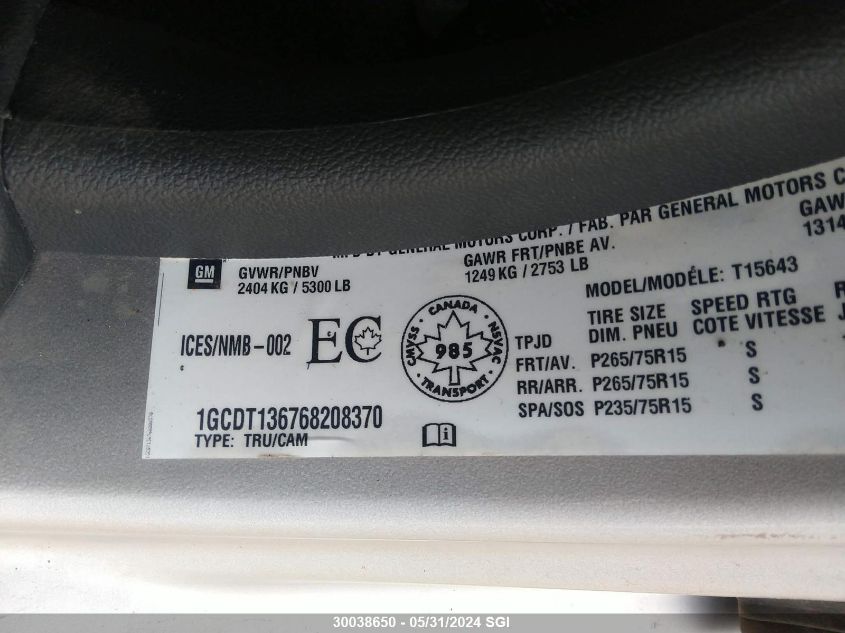 MFD BY GENERAL MOTORS CORP. / FAB. PAR GENERAL MOTORS C
GM
GVWR/PNBV
2404 KG / 5300 LB
GAWR FRT/PNBE AV.
1249 KG / 2753 LB
GAW
1314
MODEL/MODÉLE: T15643
ICES/NMB-002
EC
CANADA
CMVSS
NSVAC
985
TRANSPORT
TIRE SIZE SPEED RTG R
TPJD DIM. PNEU COTE VITESSE J
FRT/AV. P265/75R15 S
RR/ARR. P265/75R15 S
SPA/SOS P235/75R15 S
1GCDT136768208370
TYPE: TRU/CAM
30038650 - 05/31/2024 SGI